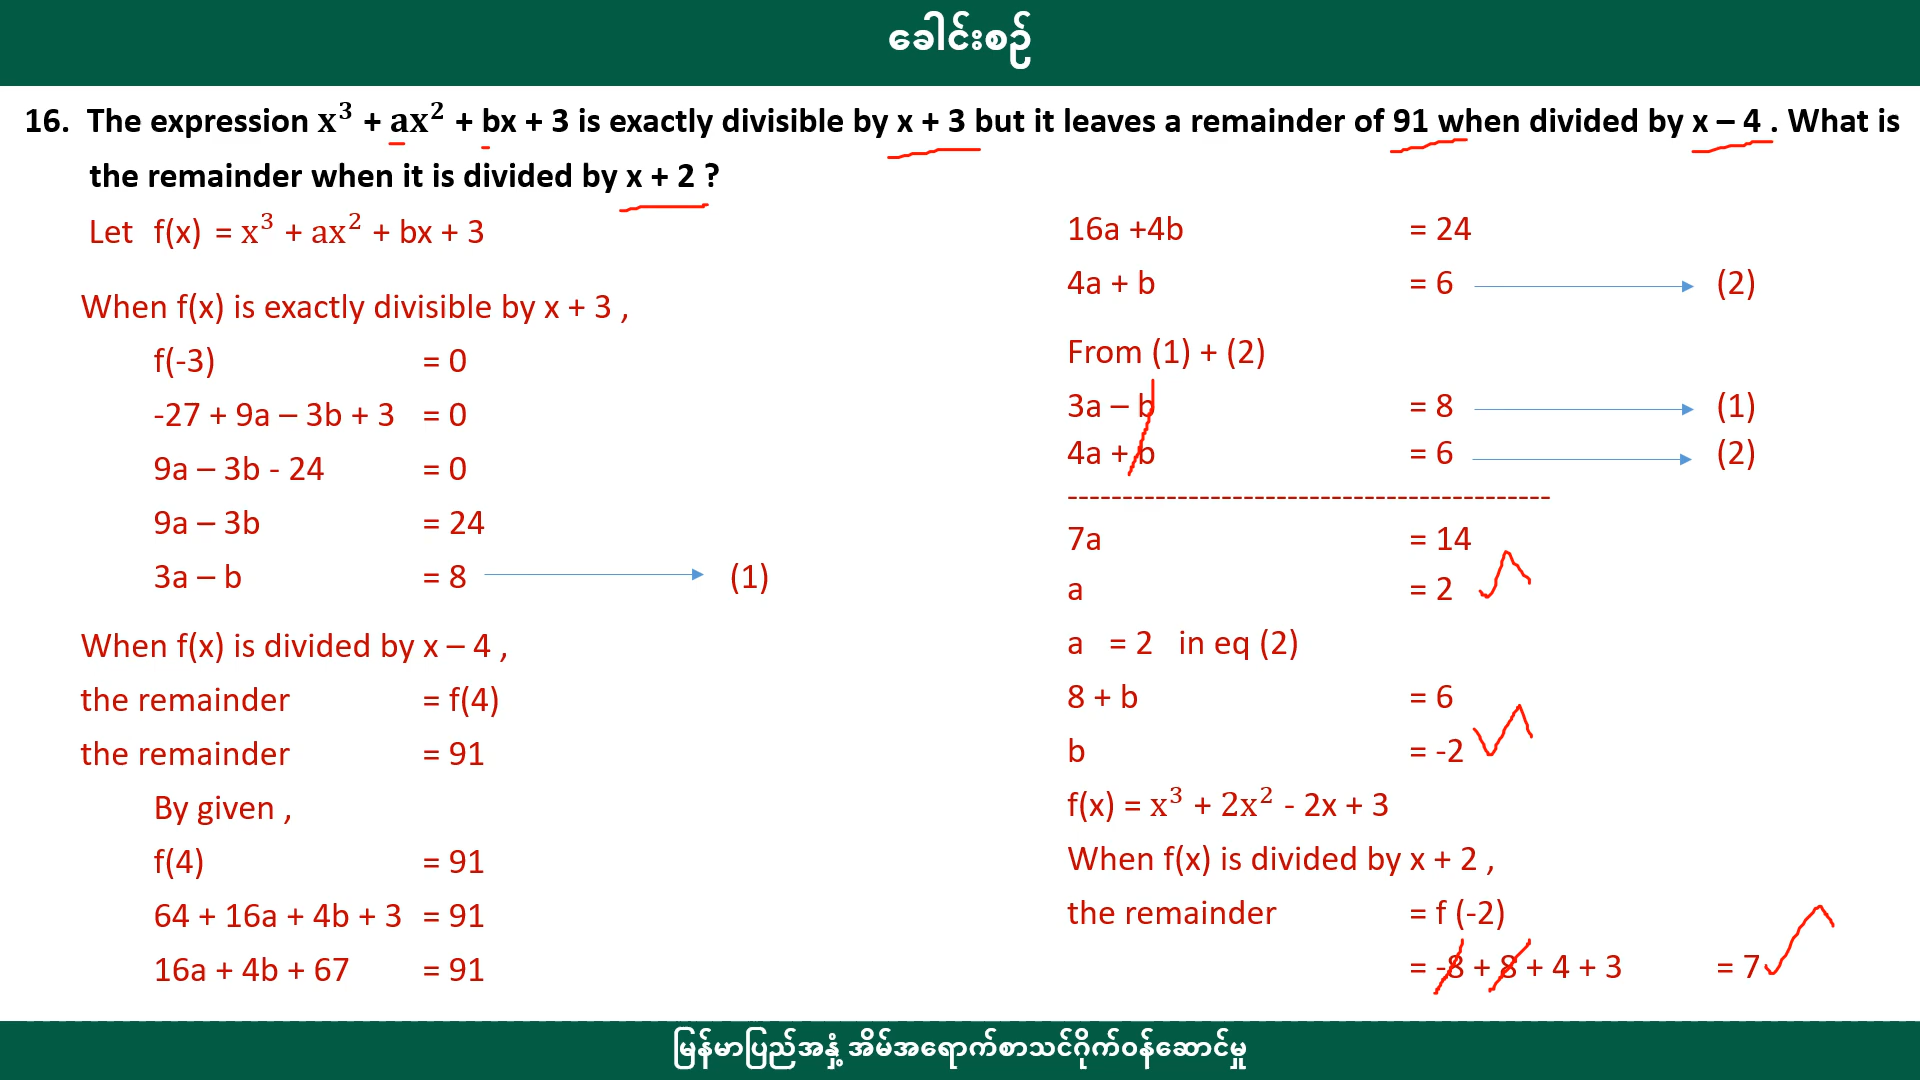 ခေါင်းစဉ်
16. The expression x³ + ax² + bx + 3 is exactly divisible by x + 3 but it leaves a remainder of 91 when divided by x – 4 . What is
the remainder when it is divided by x + 2 ?
Let f(x) = x³ + ax² + bx + 3
When f(x) is exactly divisible by x + 3 ,
f(-3) = 0
-27 + 9a – 3b + 3 = 0
9a – 3b - 24 = 0
9a – 3b = 24
3a – b = 8 (1)
When f(x) is divided by x – 4 ,
the remainder = f(4)
the remainder = 91
By given ,
f(4) = 91
64 + 16a + 4b + 3 = 91
16a + 4b + 67 = 91
16a +4b = 24
4a + b = 6 (2)
From (1) + (2)
3a – b = 8 (1)
4a + b = 6 (2)
--------------------------------------------
7a = 14
a = 2
a = 2 in eq (2)
8 + b = 6
b = -2
f(x) = x³ + 2x² - 2x + 3
When f(x) is divided by x + 2 ,
the remainder = f (-2)
= -8 + 8 + 4 + 3 = 7
မြန်မာပြည်အနှံ့ အိမ်အရောက်စာသင်ဂိုက်ဝန်ဆောင်မှု